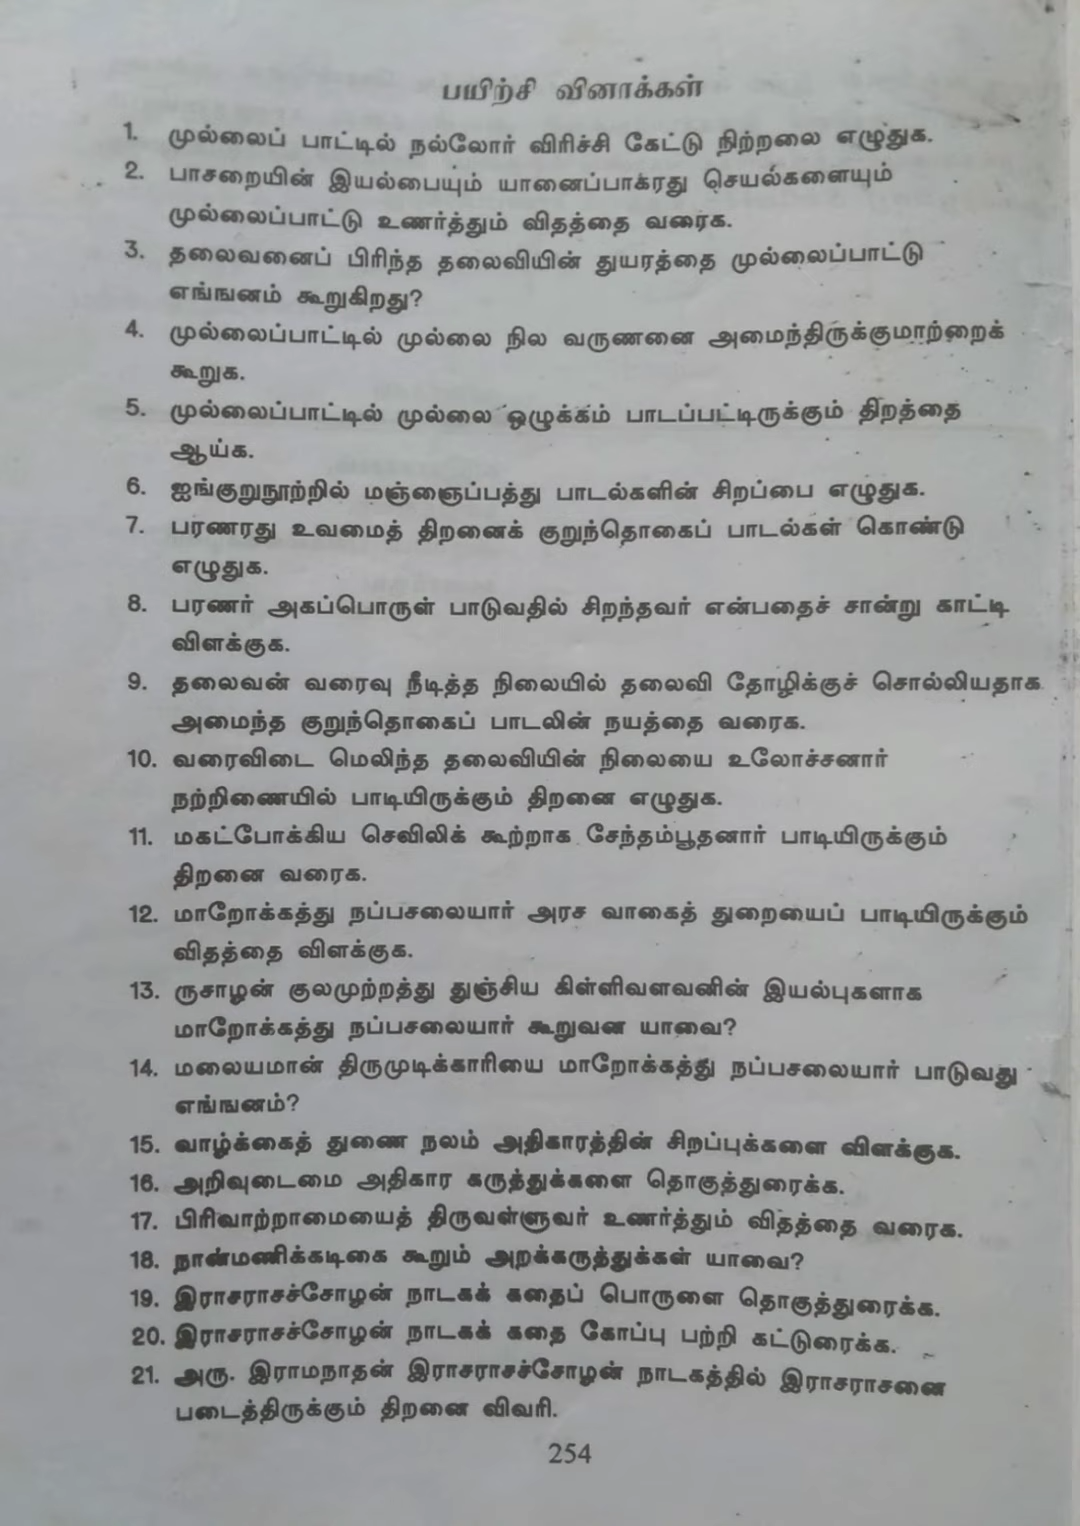 பயிற்சி வினாக்கள்
1. முல்லைப் பாட்டில் நல்லோர் விரிச்சி கேட்டு நிற்றலை எழுதுக.
2. பாசறையின் இயல்பையும் யானைப்பாகரது செயல்களையும்
முல்லைப்பாட்டு உணர்த்தும் விதத்தை வரைக.
3. தலைவனைப் பிரிந்த தலைவியின் துயரத்தை முல்லைப்பாட்டு
எங்ஙனம் கூறுகிறது?
4. முல்லைப்பாட்டில் முல்லை நில வருணனை அமைந்திருக்குமாற்றைக்
கூறுக.
5. முல்லைப்பாட்டில் முல்லை ஒழுக்கம் பாடப்பட்டிருக்கும் திறத்தை
ஆய்க.
6. ஐங்குறுநூற்றில் மஞ்ஞைப்பத்து பாடல்களின் சிறப்பை எழுதுக.
7. பரணரது உவமைத் திறனைக் குறுந்தொகைப் பாடல்கள் கொண்டு
எழுதுக.
8. பரணர் அகப்பொருள் பாடுவதில் சிறந்தவர் என்பதைச் சான்று காட்டி
விளக்குக.
9. தலைவன் வரைவு நீடித்த நிலையில் தலைவி தோழிக்குச் சொல்லியதாக
அமைந்த குறுந்தொகைப் பாடலின் நயத்தை வரைக.
10. வரைவிடை மெலிந்த தலைவியின் நிலையை உலோச்சனார்
நற்றிணையில் பாடியிருக்கும் திறனை எழுதுக.
11. மகட்போக்கிய செவிலிக் கூற்றாக சேந்தம்பூதனார் பாடியிருக்கும்
திறனை வரைக.
12. மாறோக்கத்து நப்பசலையார் அரச வாகைத் துறையைப் பாடியிருக்கும்
விதத்தை விளக்குக.
13. ருசாழன் குலமுற்றத்து துஞ்சிய கிள்ளிவளவனின் இயல்புகளாக
மாறோக்கத்து நப்பசலையார் கூறுவன யாவை?
14. மலையமான் திருமுடிக்காரியை மாறோக்கத்து நப்பசலையார் பாடுவது
எங்ஙனம்?
15. வாழ்க்கைத் துணை நலம் அதிகாரத்தின் சிறப்புக்களை விளக்குக.
16. அறிவுடைமை அதிகார கருத்துக்களை தொகுத்துரைக்க.
17. பிரிவாற்றாமையைத் திருவள்ளுவர் உணர்த்தும் விதத்தை வரைக.
18. நான்மணிக்கடிகை கூறும் அறக்கருத்துக்கள் யாவை?
19. இராசராசச்சோழன் நாடகக் கதைப் பொருளை தொகுத்துரைக்க.
20. இராசராசச்சோழன் நாடகக் கதை கோப்பு பற்றி கட்டுரைக்க.
21. அரு. இராமநாதன் இராசராசச்சோழன் நாடகத்தில் இராசராசனை
படைத்திருக்கும் திறனை விவரி.
254